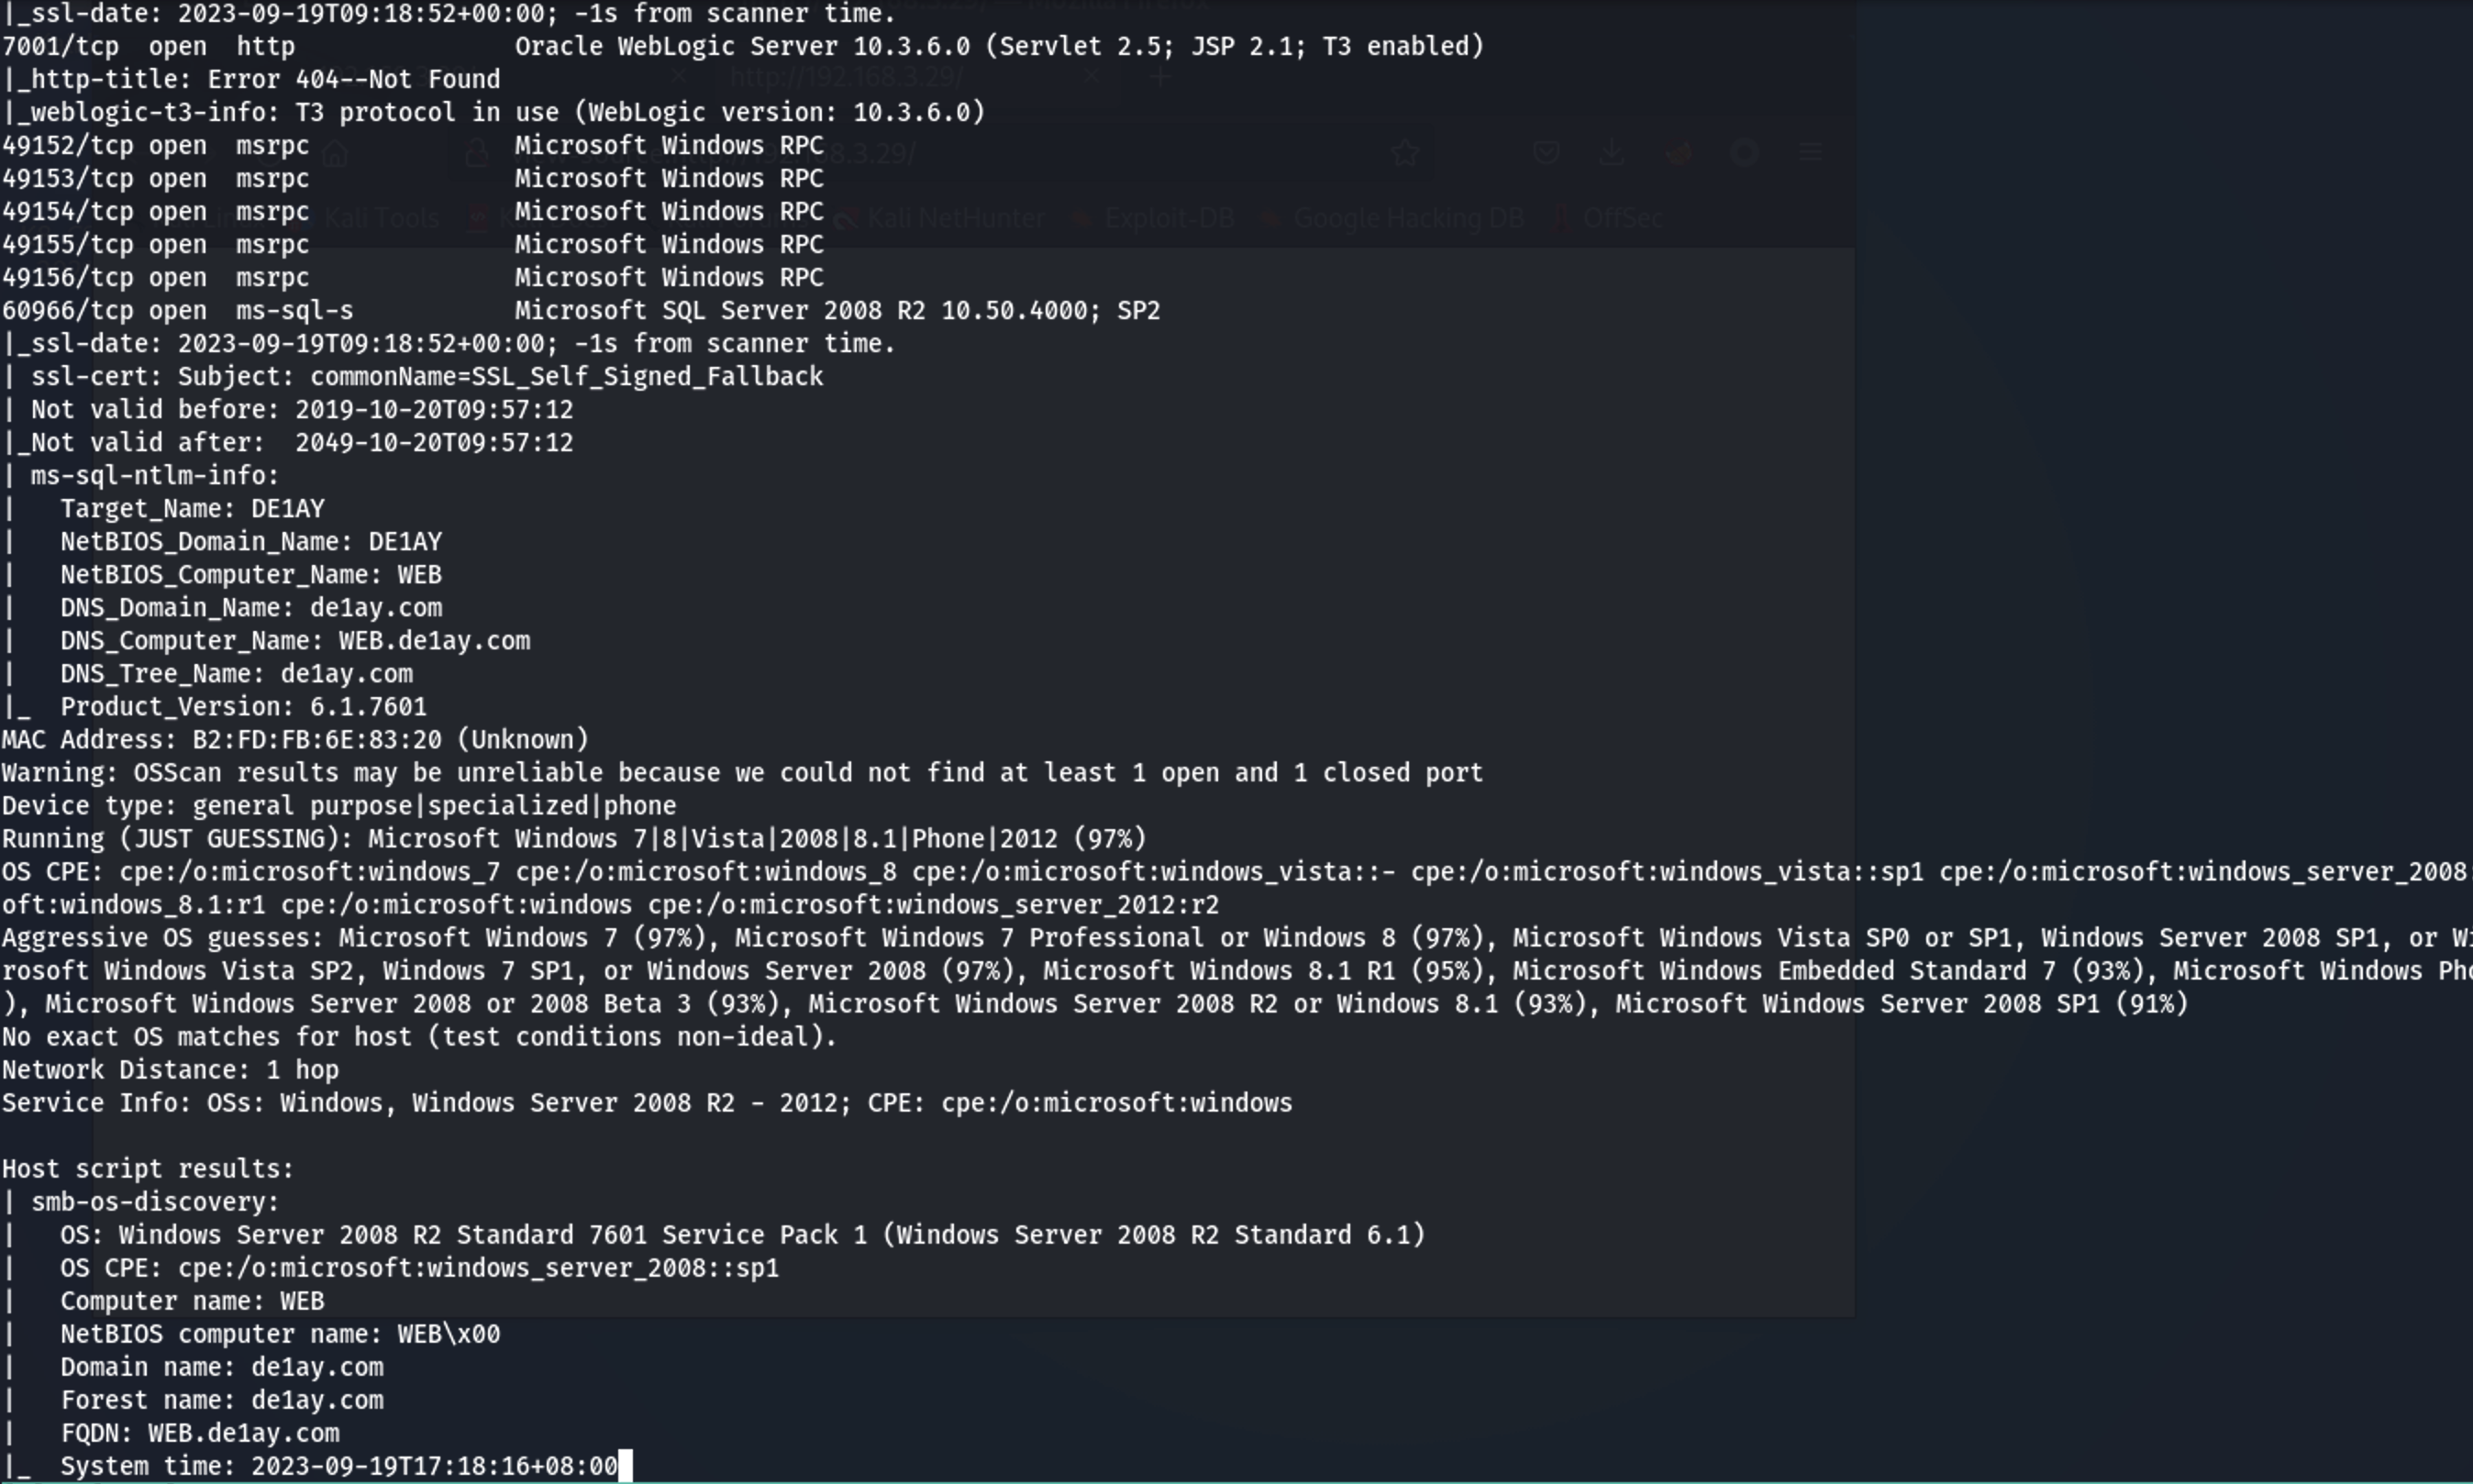 |_ssl-date: 2023-09-19T09:18:52+00:00; -1s from scanner time.
7001/tcp  open  http               Oracle WebLogic Server 10.3.6.0 (Servlet 2.5; JSP 2.1; T3 enabled)
|_http-title: Error 404--Not Found
http://192.168.3.29/
|_weblogic-t3-info: T3 protocol in use (WebLogic version: 10.3.6.0)
49152/tcp open  msrpc              Microsoft Windows RPC
49153/tcp open  msrpc              Microsoft Windows RPC
49154/tcp open  msrpc              Microsoft Windows RPC
Kali Tools
Kali NetHunter
Exploit-DB
Google Hacking DB
OffSec
49155/tcp open  msrpc              Microsoft Windows RPC
49156/tcp open  msrpc              Microsoft Windows RPC
60966/tcp open  ms-sql-s           Microsoft SQL Server 2008 R2 10.50.4000; SP2
|_ssl-date: 2023-09-19T09:18:52+00:00; -1s from scanner time.
| ssl-cert: Subject: commonName=SSL_Self_Signed_Fallback
| Not valid before: 2019-10-20T09:57:12
|_Not valid after:  2049-10-20T09:57:12
| ms-sql-ntlm-info:
|   Target_Name: DE1AY
|   NetBIOS_Domain_Name: DE1AY
|   NetBIOS_Computer_Name: WEB
|   DNS_Domain_Name: de1ay.com
|   DNS_Computer_Name: WEB.de1ay.com
|   DNS_Tree_Name: de1ay.com
|_  Product_Version: 6.1.7601
MAC Address: B2:FD:FB:6E:83:20 (Unknown)
Warning: OSScan results may be unreliable because we could not find at least 1 open and 1 closed port
Device type: general purpose|specialized|phone
Running (JUST GUESSING): Microsoft Windows 7|8|Vista|2008|8.1|Phone|2012 (97%)
OS CPE: cpe:/o:microsoft:windows_7 cpe:/o:microsoft:windows_8 cpe:/o:microsoft:windows_vista::- cpe:/o:microsoft:windows_vista::sp1 cpe:/o:microsoft:windows_server_2008:
oft:windows_8.1:r1 cpe:/o:microsoft:windows cpe:/o:microsoft:windows_server_2012:r2
Aggressive OS guesses: Microsoft Windows 7 (97%), Microsoft Windows 7 Professional or Windows 8 (97%), Microsoft Windows Vista SP0 or SP1, Windows Server 2008 SP1, or Wi
rosoft Windows Vista SP2, Windows 7 SP1, or Windows Server 2008 (97%), Microsoft Windows 8.1 R1 (95%), Microsoft Windows Embedded Standard 7 (93%), Microsoft Windows Pho
), Microsoft Windows Server 2008 or 2008 Beta 3 (93%), Microsoft Windows Server 2008 R2 or Windows 8.1 (93%), Microsoft Windows Server 2008 SP1 (91%)
No exact OS matches for host (test conditions non-ideal).
Network Distance: 1 hop
Service Info: OSs: Windows, Windows Server 2008 R2 - 2012; CPE: cpe:/o:microsoft:windows
Host script results:
| smb-os-discovery:
|   OS: Windows Server 2008 R2 Standard 7601 Service Pack 1 (Windows Server 2008 R2 Standard 6.1)
|   OS CPE: cpe:/o:microsoft:windows_server_2008::sp1
|   Computer name: WEB
|   NetBIOS computer name: WEB\x00
|   Domain name: de1ay.com
|   Forest name: de1ay.com
|   FQDN: WEB.de1ay.com
|_  System time: 2023-09-19T17:18:16+08:00